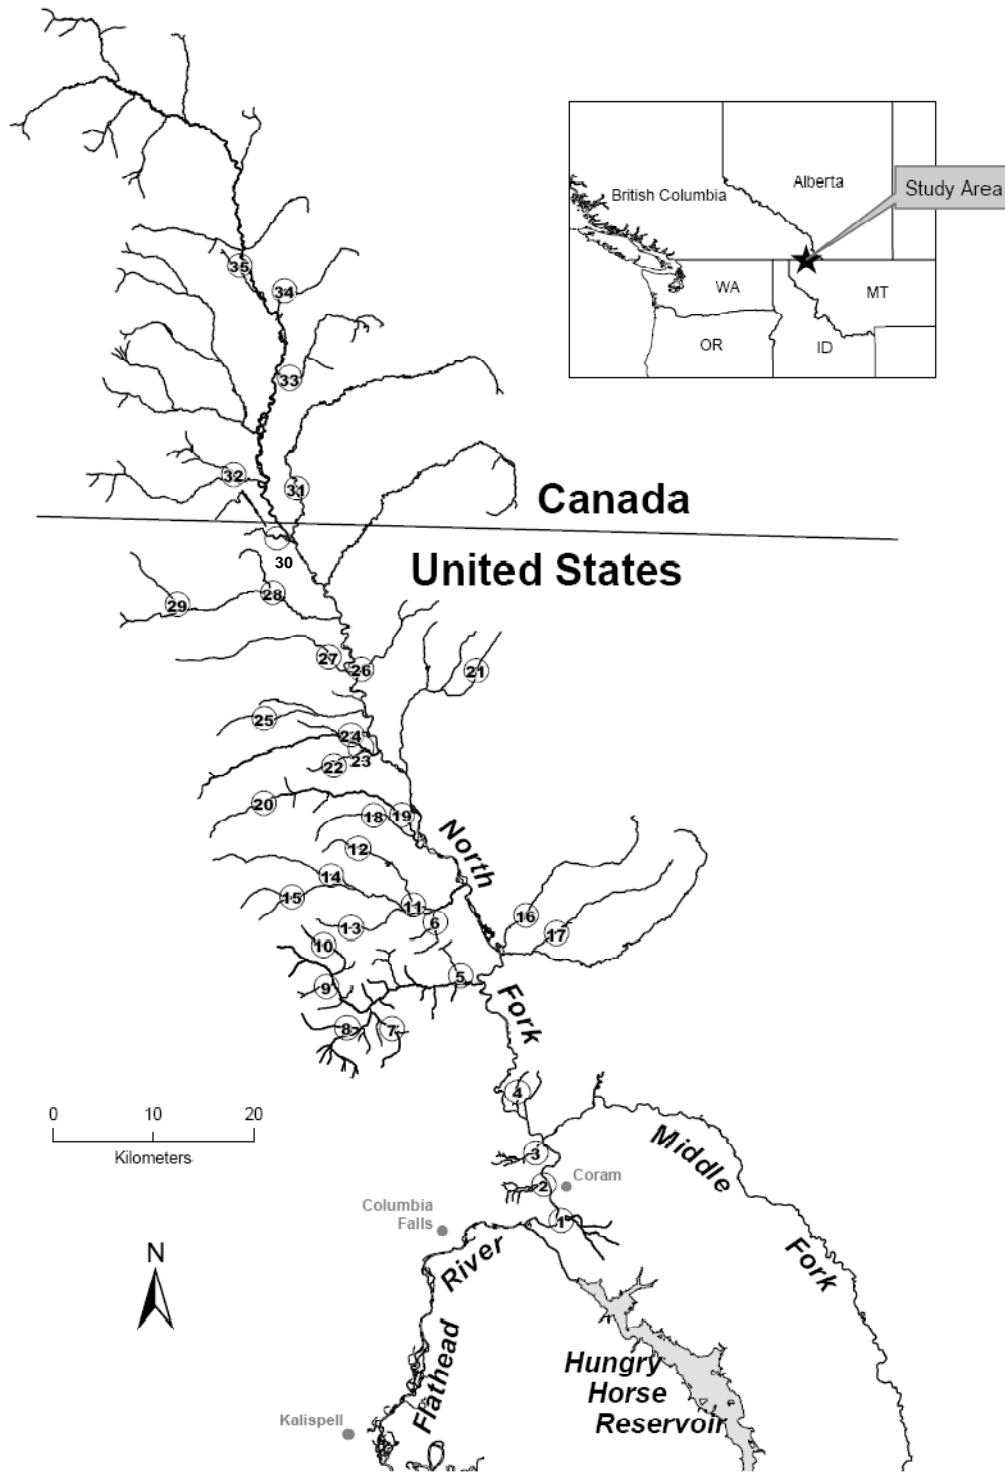 British Columbia
Alberta
Study Area
WA
MT
OR
ID
35
34
33
32
31
Canada
30
United States
29
28
27
26
21
25
24
23
22
20
18
19
North
12
14
15
11
16
6
13
17
10
5
9
Fork
8
7
4
0
10
20
Kilometers
3
Middle
2
Coram
Columbia
Falls
1
N
River
Fork
Flathead
Hungry
Horse
Reservoir
Kalispell